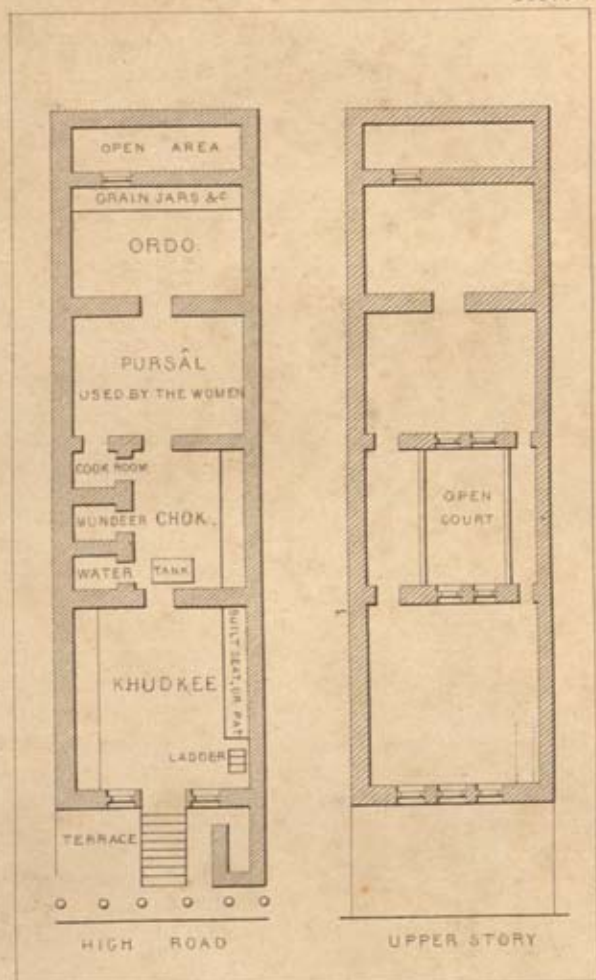 OPEN AREA
GRAIN JARS &c
ORDO.
PURSÂL
USED BY THE WOMEN
COOK ROOM
MUNDEER
CHOK.
WATER
TANK
KHUDKEE
BUILT SEAT, OR PAT
LADDER
TERRACE
HIGH ROAD
OPEN
COURT
UPPER STORY